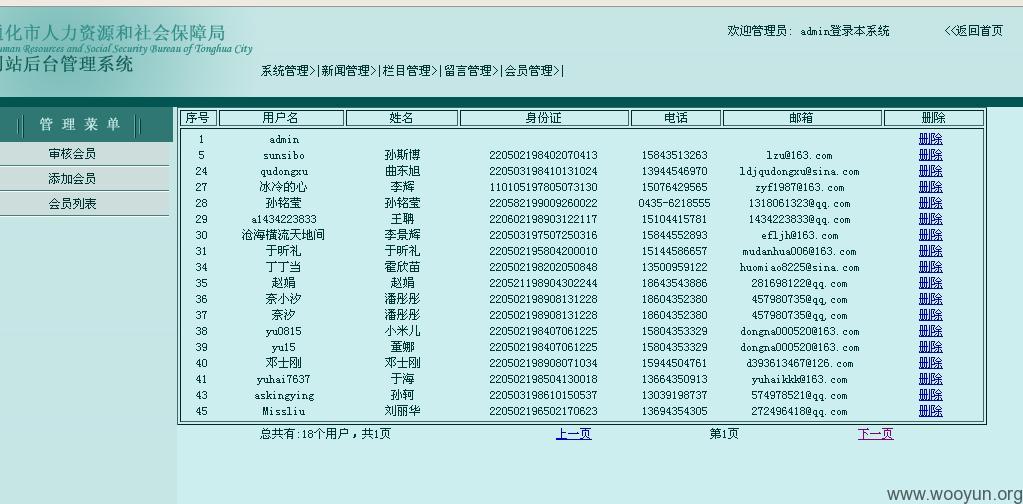 通化市人力资源和社会保障局
uman Resources and Social Security Bureau of Tonghua City
网站后台管理系统
欢迎管理员: admin登录本系统 <<返回首页
系统管理>|新闻管理>|栏目管理>|留言管理>|会员管理>|
管 理 菜 单
审核会员
添加会员
会员列表
序号 用户名 姓名 身份证 电话 邮箱 删除
1 admin 删除
5 sunsibo 孙斯博 220502198402070413 15843513263 lzu@163.com 删除
24 qudongxu 曲东旭 220503198410131024 13944546970 ldjqudongxu@sina.com 删除
27 冰冷的心 李辉 110105197805073130 15076429565 zyf1987@163.com 删除
28 孙铭莹 孙铭莹 220582199009260022 0435-6218555 1318061323@qq.com 删除
29 a1434223833 王聃 220602198903122117 15104415781 1434223833@qq.com 删除
30 沧海横流天地间 李景辉 220503197507250316 15844552893 efljh@163.com 删除
31 于昕礼 于昕礼 220502195804200010 15144586657 mudanhua006@163.com 删除
34 丁丁当 霍欣苗 220502198202050848 13500959122 huomiao8225@sina.com 删除
35 赵娟 赵娟 220521198904302244 18643543886 281698122@qq.com 删除
36 奈小汐 潘彤彤 220502198908131228 18604352380 457980735@qq.com 删除
37 奈汐 潘彤彤 220502198908131228 18604352380 457980735@qq.com 删除
38 yu0815 小米儿 220502198407061225 15804353329 dongna000520@163.com 删除
39 yu15 董娜 220502198407061225 15804353329 dongna000520@163.com 删除
40 邓士刚 邓士刚 220502198908071034 15944504761 d393613467@126.com 删除
41 yuhai7637 于海 220502198504130018 13664350913 yuhaikkk@163.com 删除
43 askingying 孙轲 220503198610150537 13039198737 574978521@qq.com 删除
45 Missliu 刘丽华 220502196502170623 13694354305 272496418@qq.com 删除
总共有:18个用户，共1页 上一页 第1页 下一页
www.wooyun.org